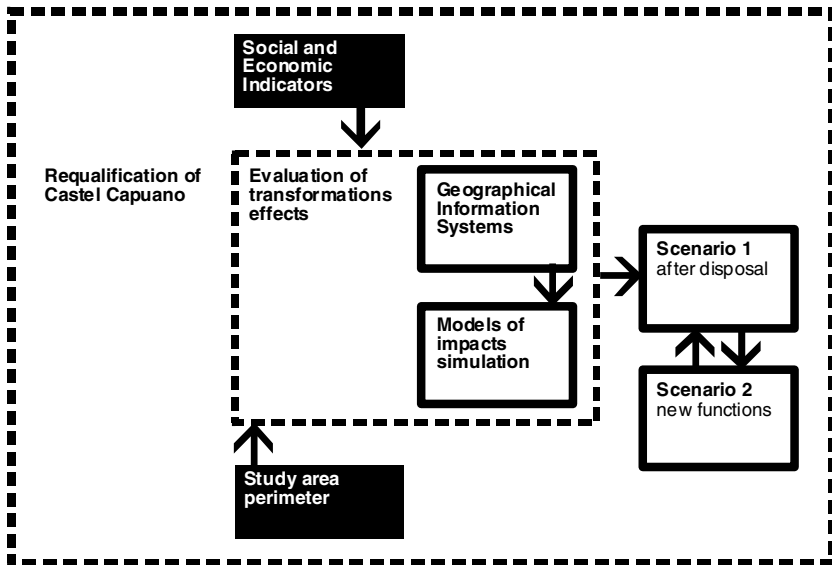 Social and
Economic
Indicators
Requalification of
Castel Capuano
Evaluation of
transformations
effects
Geographical
Information
Systems
Models of
impacts
simulation
Scenario 1
after disposal
Scenario 2
new functions
Study area
perimeter